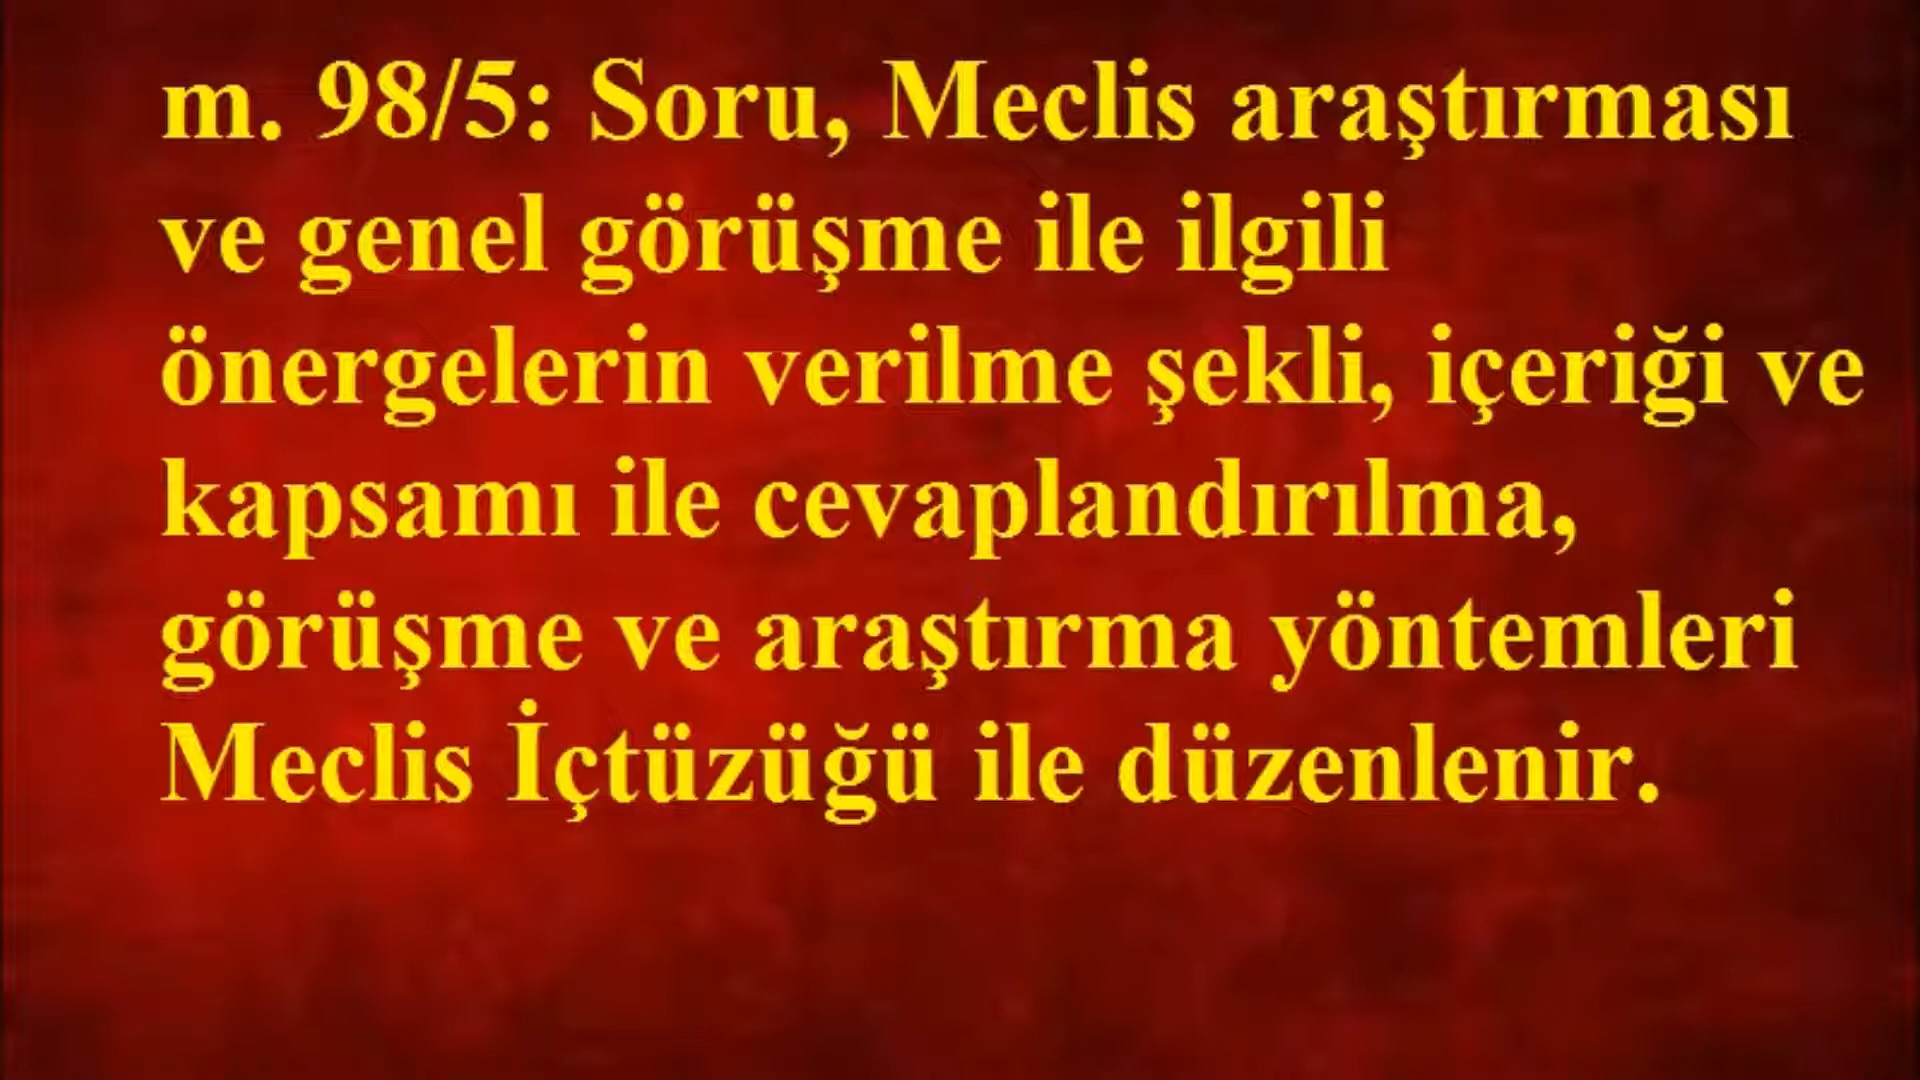 m. 98/5: Soru, Meclis araştırması
ve genel görüşme ile ilgili
önergelerin verilme şekli, içeriği ve
kapsamı ile cevaplandırılma,
görüşme ve araştırma yöntemleri
Meclis İçtüzüğü ile düzenlenir.